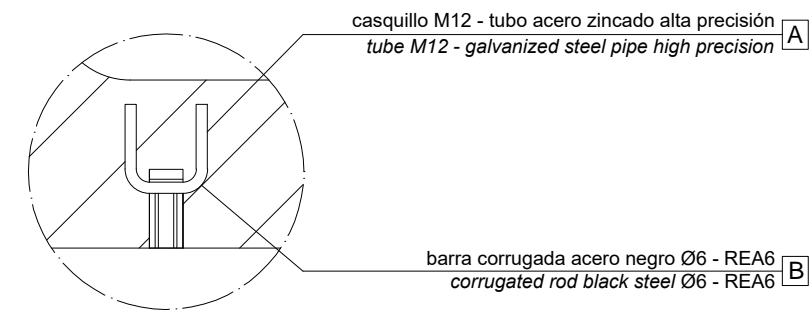 casquillo M12 - tubo acero zincado alta precisión
tube M12 - galvanized steel pipe high precision
A
barra corrugada acero negro Ø6 - REA6
corrugated rod black steel Ø6 - REA6
B